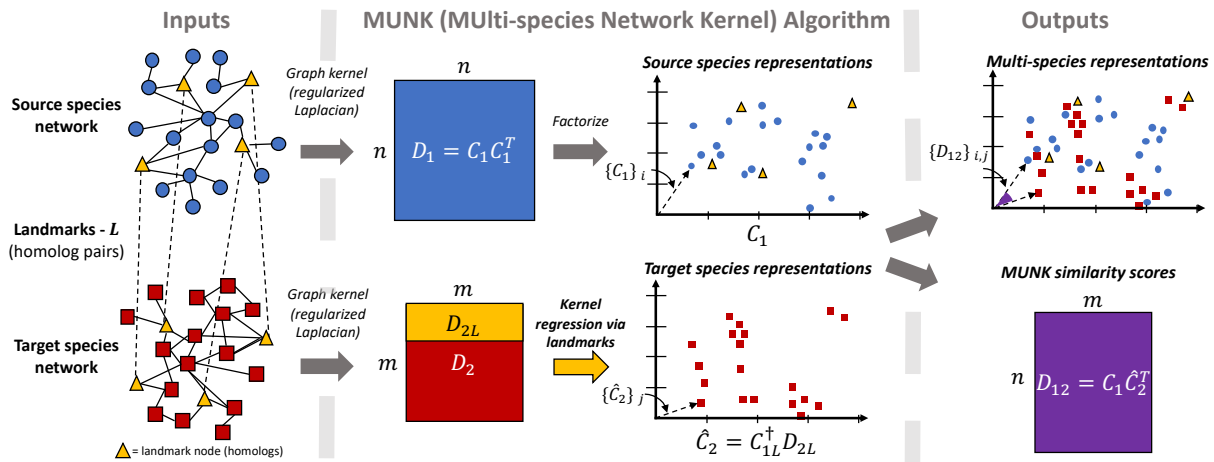 Inputs
MUNK (MUlti-species Network Kernel) Algorithm
Outputs
Source species
network
Landmarks - L
(homolog pairs)
Target species
network
= landmark node (homologs)
Graph kernel
(regularized
Laplacian)
n
n
D₁ = C₁C₁ᵀ
Factorize
Source species representations
{C₁} i
C₁
Graph kernel
(regularized
Laplacian)
m
m
D₂L
D₂
Kernel
regression via
landmarks
Target species representations
{Ĉ₂} j
Ĉ₂ = C₁L† D₂L
Multi-species representations
{D₁₂} i,j
MUNK similarity scores
m
n
D₁₂ = C₁Ĉ₂ᵀ